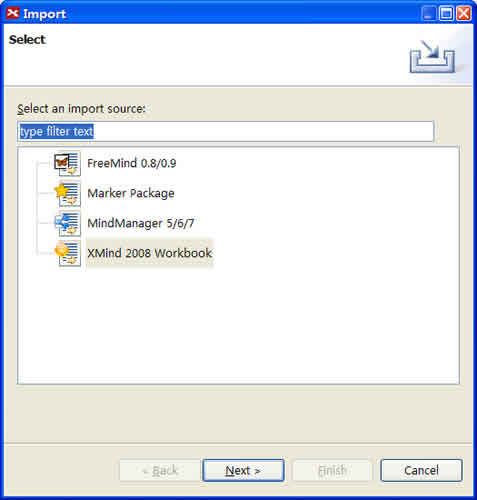 Import
Select
Select an import source:
type filter text
FreeMind 0.8/0.9
Marker Package
MindManager 5/6/7
XMind 2008 Workbook
< Back
Next >
Finish
Cancel